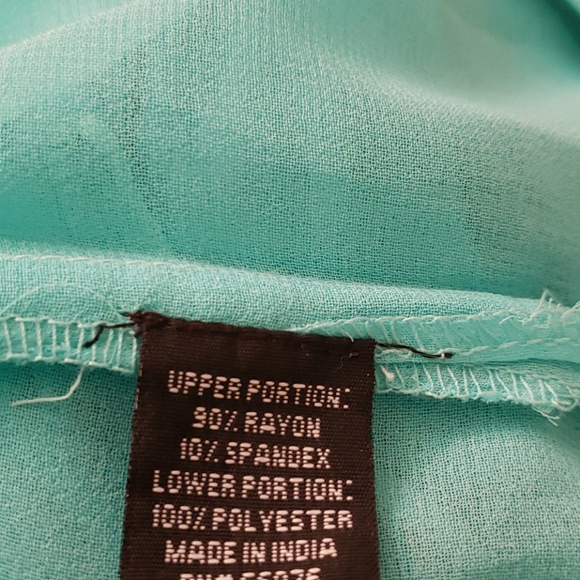 UPPER PORTION:
90% RAYON
10% SPANDEX
LOWER PORTION:
100% POLYESTER
MADE IN INDIA